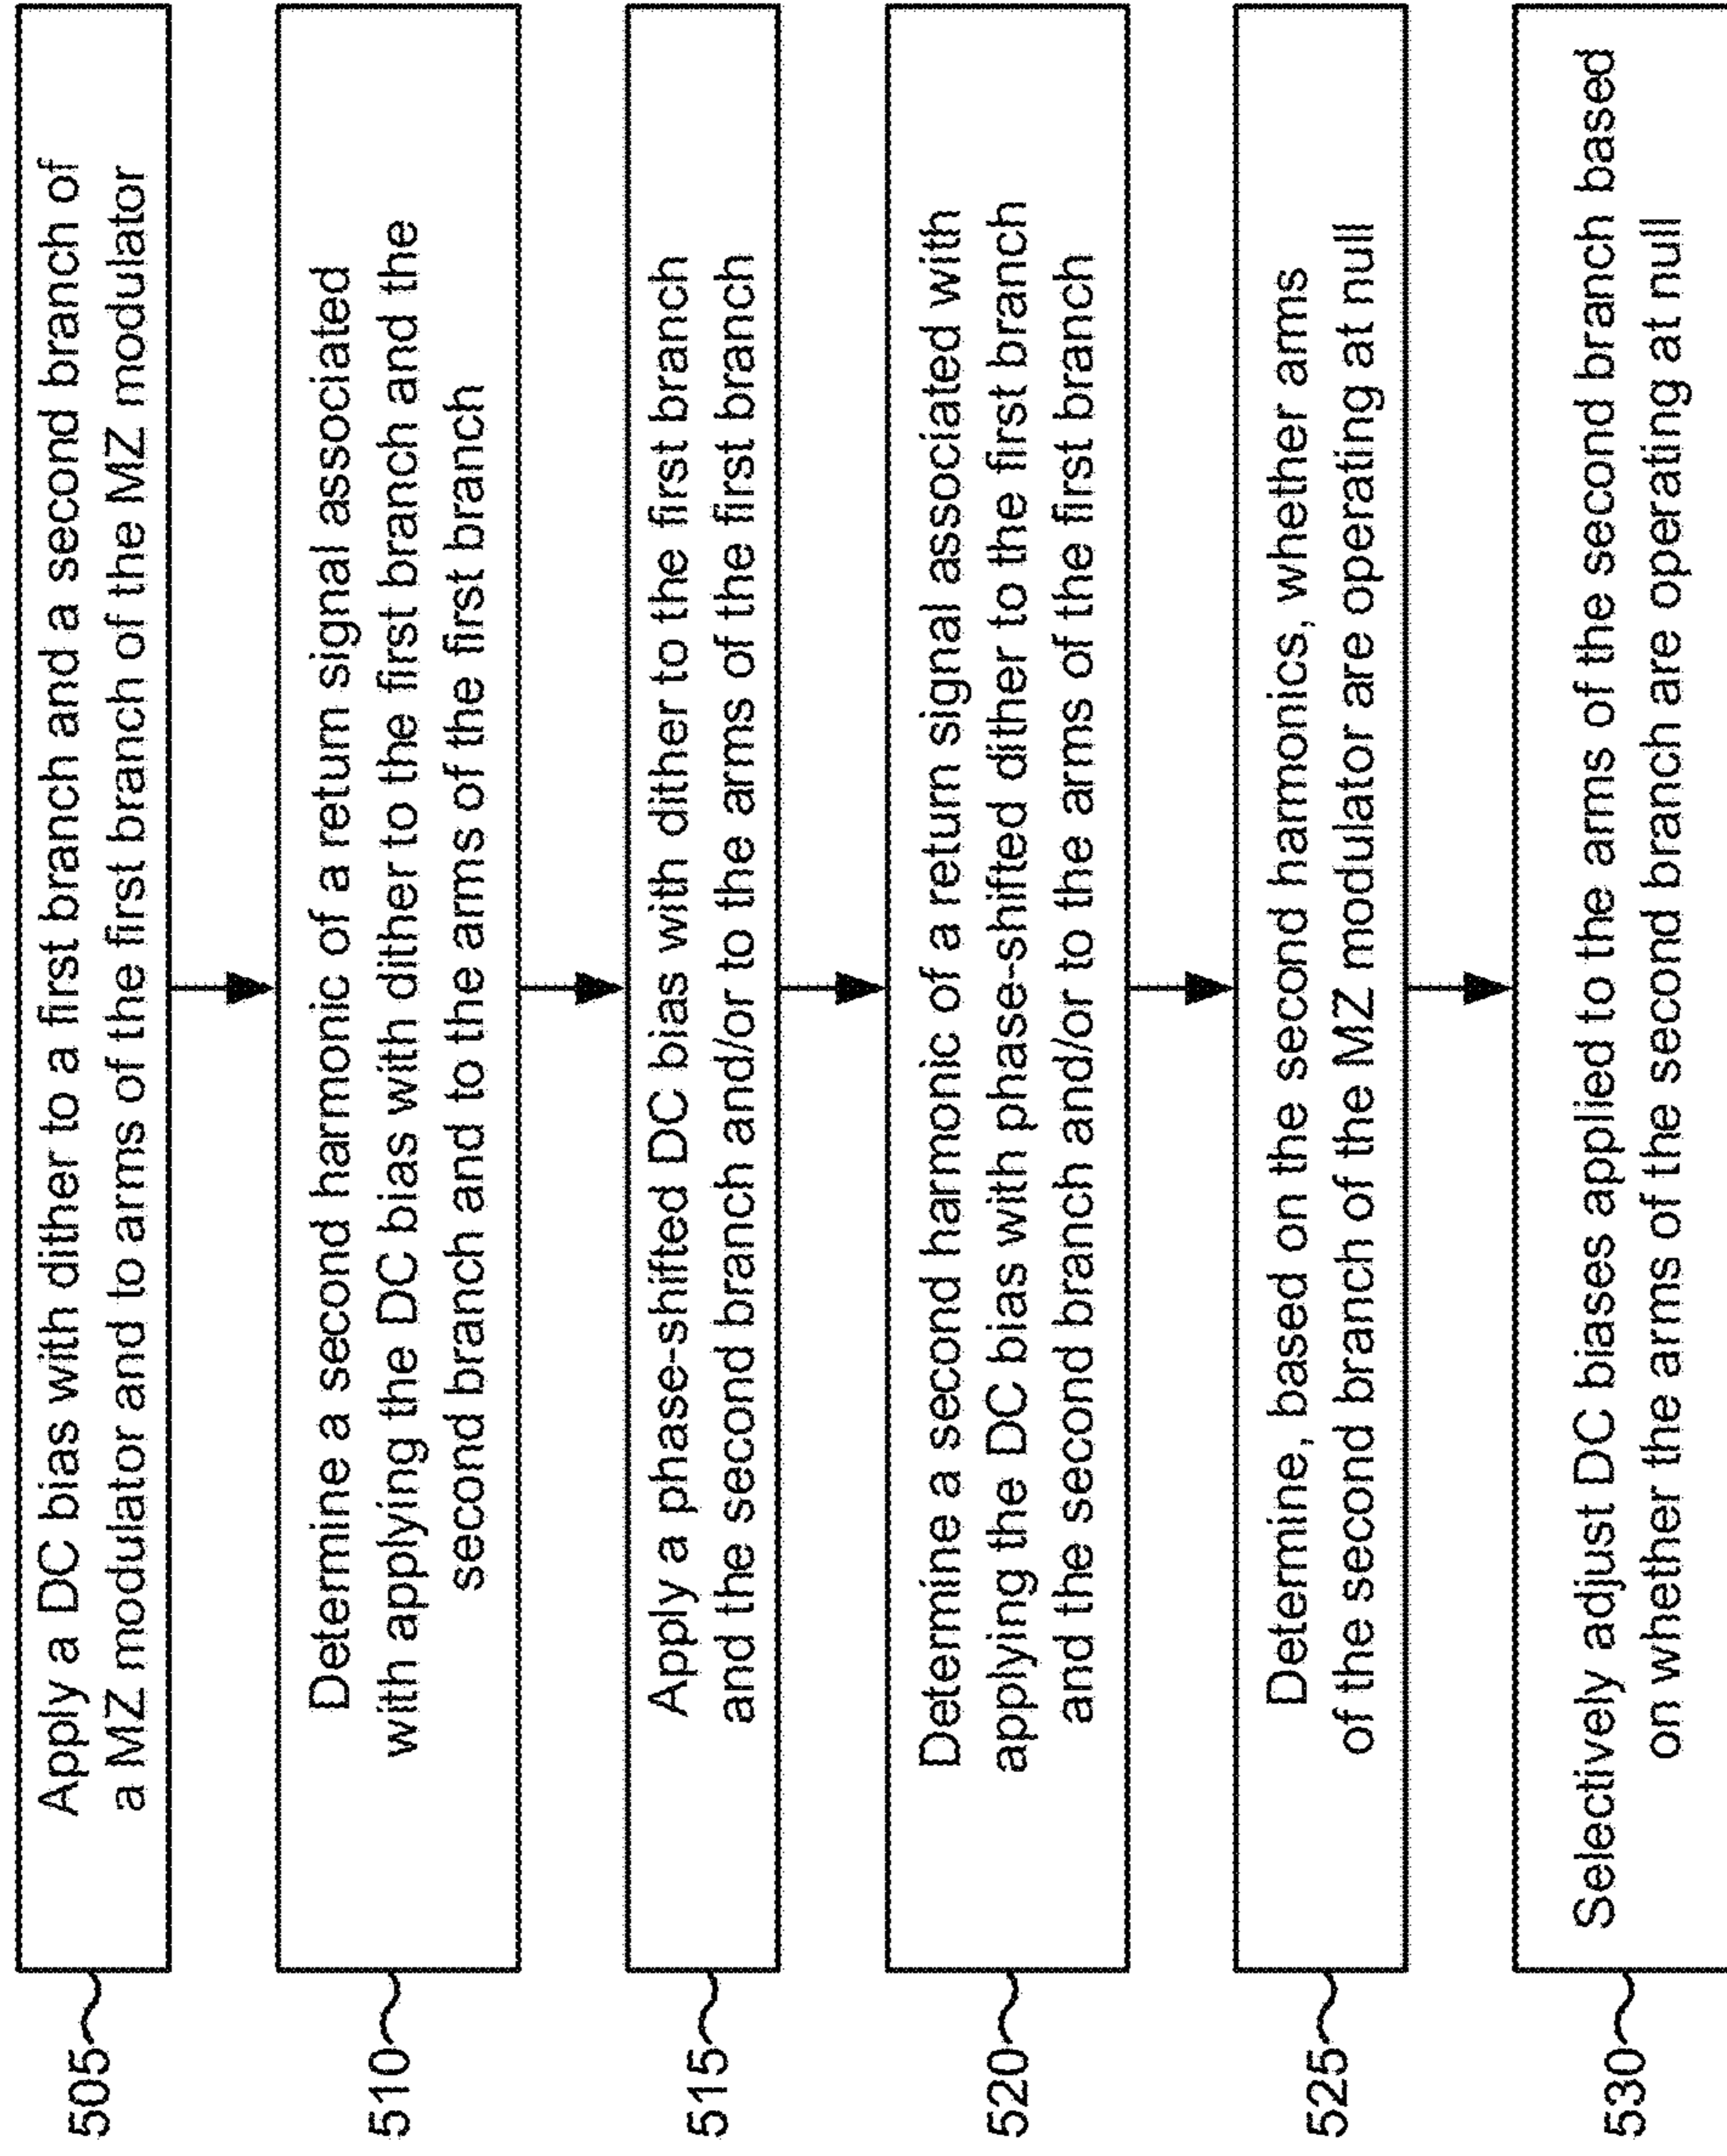 505
Apply a DC bias with dither to a first branch and a second branch of
a MZ modulator and to arms of the first branch of the MZ modulator
510
Determine a second harmonic of a return signal associated
with applying the DC bias with dither to the first branch and the
second branch and to the arms of the first branch
515
Apply a phase-shifted DC bias with dither to the first branch
and the second branch and/or to the arms of the first branch
520
Determine a second harmonic of a return signal associated with
applying the DC bias with phase-shifted dither to the first branch
and the second branch and/or to the arms of the first branch
525
Determine, based on the second harmonics, whether arms
of the second branch of the MZ modulator are operating at null
530
Selectively adjust DC biases applied to the arms of the second branch based
on whether the arms of the second branch are operating at null